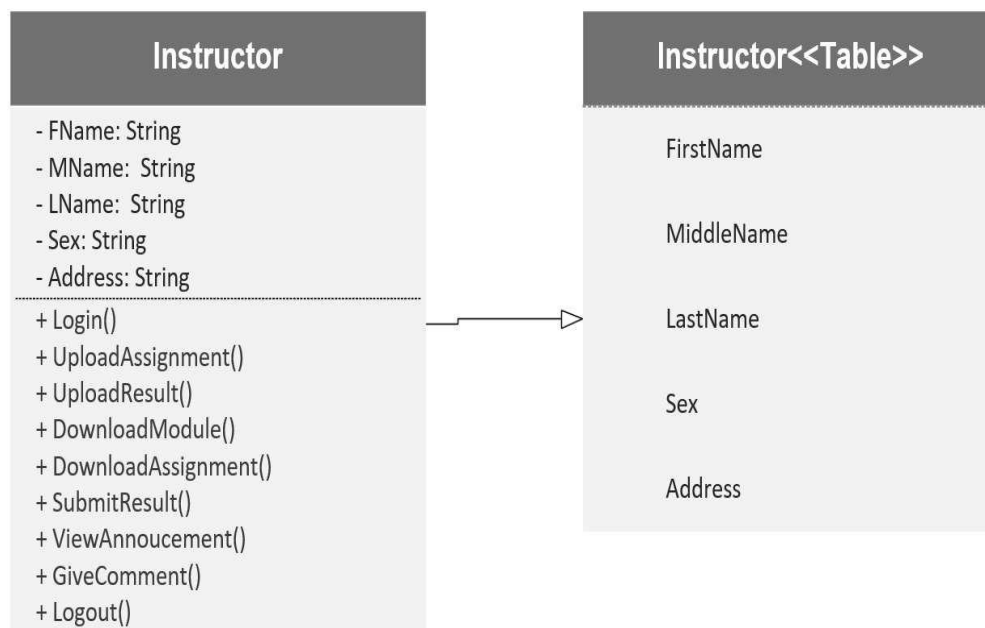 Instructor
- FName: String
- MName:  String
- LName:  String
- Sex: String
- Address: String
+ Login()
+ UploadAssignment()
+ UploadResult()
+ DownloadModule()
+ DownloadAssignment()
+ SubmitResult()
+ ViewAnnoucement()
+ GiveComment()
+ Logout()
Instructor<<Table>>
FirstName
MiddleName
LastName
Sex
Address